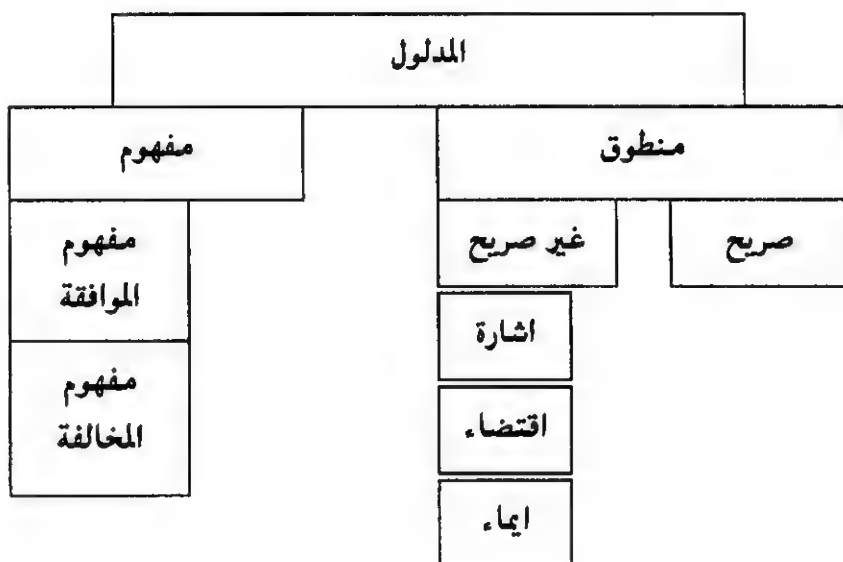 المدلول
منطوق
مفهوم
صريح
غير صريح
مفهوم
الموافقة
اشارة
مفهوم
المخالفة
اقتضاء
ايماء